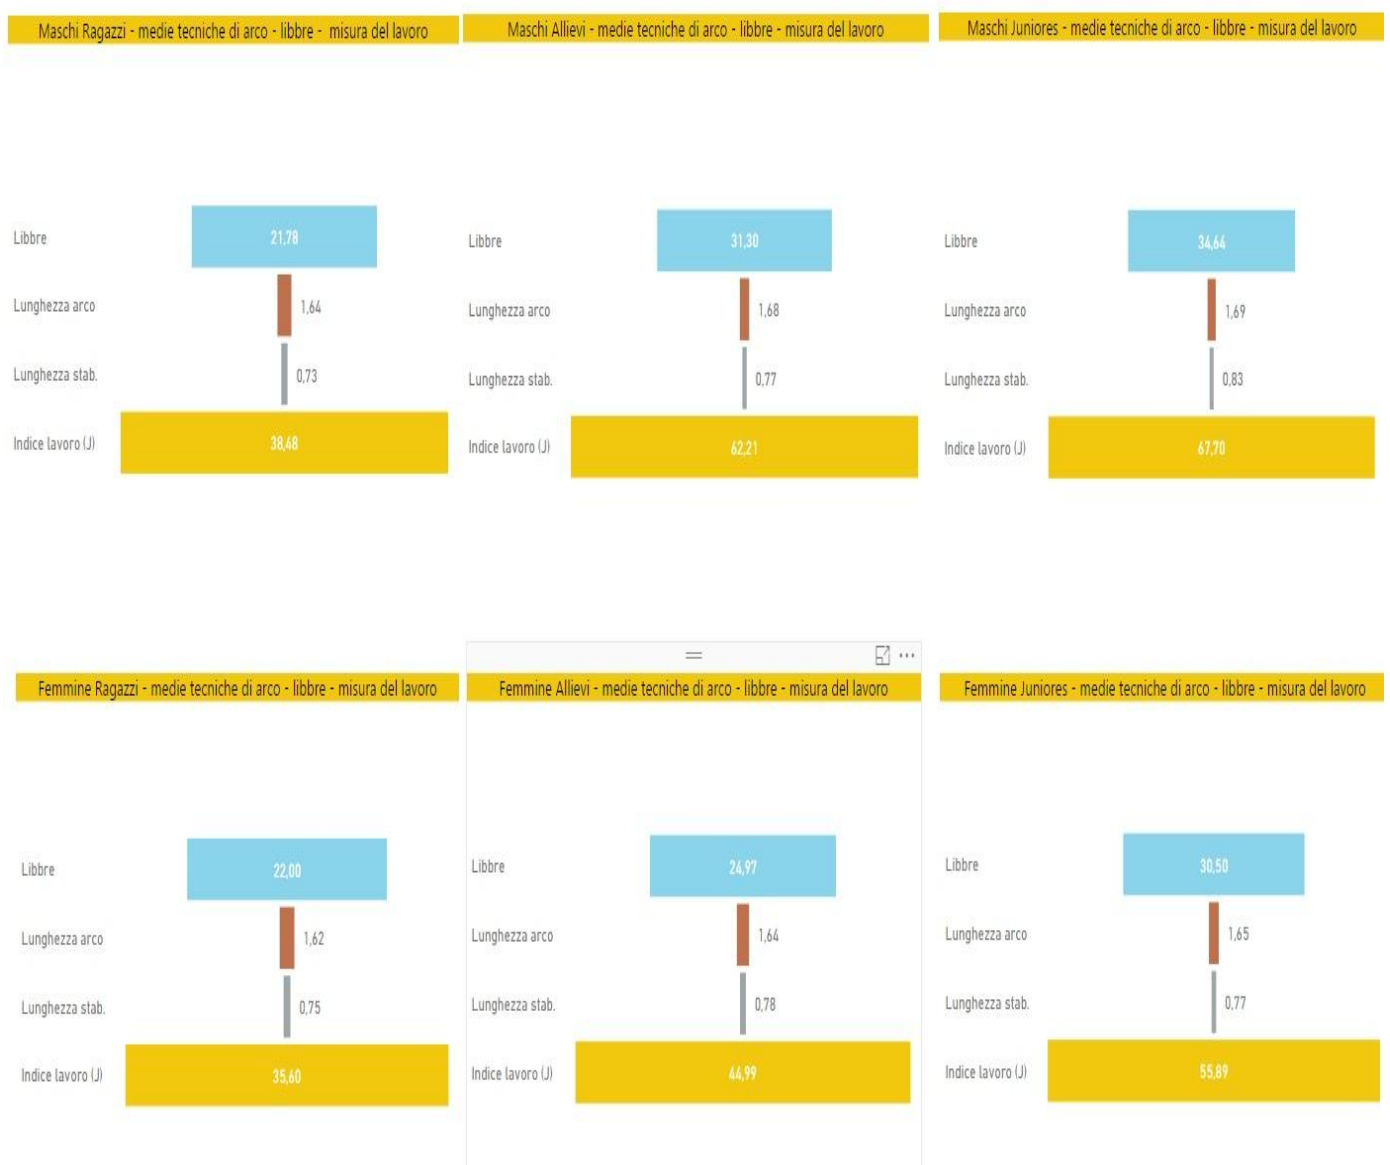 Maschi Ragazzi - medie tecniche di arco - libbre - misura del lavoro
Libbre 21,78
Lunghezza arco 1,64
Lunghezza stab. 0,73
Indice lavoro (J) 38,48
Maschi Allievi - medie tecniche di arco - libbre - misura del lavoro
Libbre 31,30
Lunghezza arco 1,68
Lunghezza stab. 0,77
Indice lavoro (J) 62,21
Maschi Juniores - medie tecniche di arco - libbre - misura del lavoro
Libbre 34,64
Lunghezza arco 1,69
Lunghezza stab. 0,83
Indice lavoro (J) 67,70
Femmine Ragazzi - medie tecniche di arco - libbre - misura del lavoro
Libbre 22,00
Lunghezza arco 1,62
Lunghezza stab. 0,75
Indice lavoro (J) 35,60
Femmine Allievi - medie tecniche di arco - libbre - misura del lavoro
Libbre 24,97
Lunghezza arco 1,64
Lunghezza stab. 0,78
Indice lavoro (J) 44,99
Femmine Juniores - medie tecniche di arco - libbre - misura del lavoro
Libbre 30,50
Lunghezza arco 1,65
Lunghezza stab. 0,77
Indice lavoro (J) 55,89